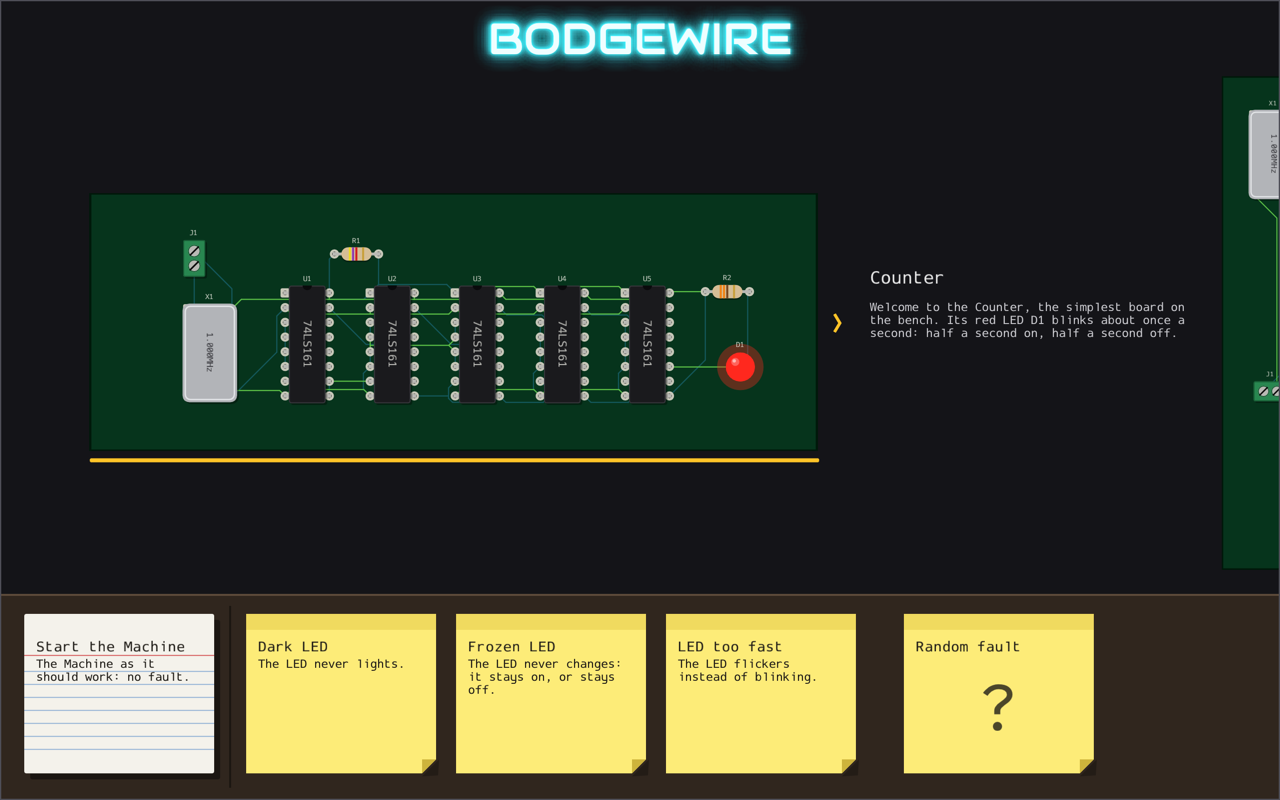 BODGEWIRE
X1
1.000MHz
J1
R1
X1
U1
U2
U3
U4
U5
R2
1.000MHz
74LS161
74LS161
74LS161
74LS161
74LS161
D1
Counter
Welcome to the Counter, the simplest board on
the bench. Its red LED D1 blinks about once a
second: half a second on, half a second off.
J1
Start the Machine
The Machine as it
should work: no fault.
Dark LED
The LED never lights.
Frozen LED
The LED never changes:
it stays on, or stays
off.
LED too fast
The LED flickers
instead of blinking.
Random fault
?